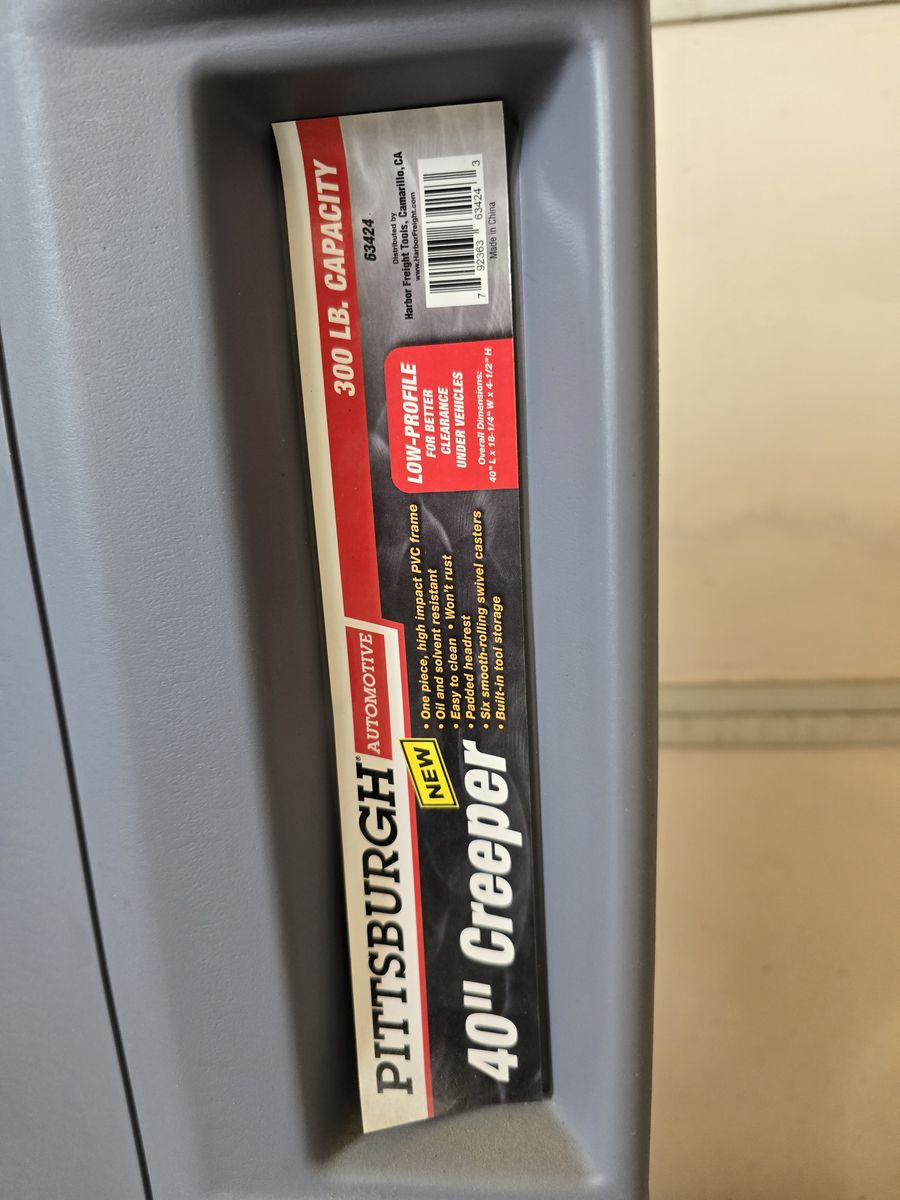 PITTSBURGH®
AUTOMOTIVE
300 LB. CAPACITY
NEW
40" Creeper
• One piece, high impact PVC frame
• Oil and solvent resistant
• Easy to clean • Won't rust
• Padded headrest
• Six smooth-rolling swivel casters
• Built-in tool storage
LOW-PROFILE
FOR BETTER
CLEARANCE
UNDER VEHICLES
Overall Dimensions:
40" L x 18-1/4" W x 4-1/2" H
63424
Distributed by
Harbor Freight Tools, Camarillo, CA
www.HarborFreight.com
7 92363 63424 3
Made in China